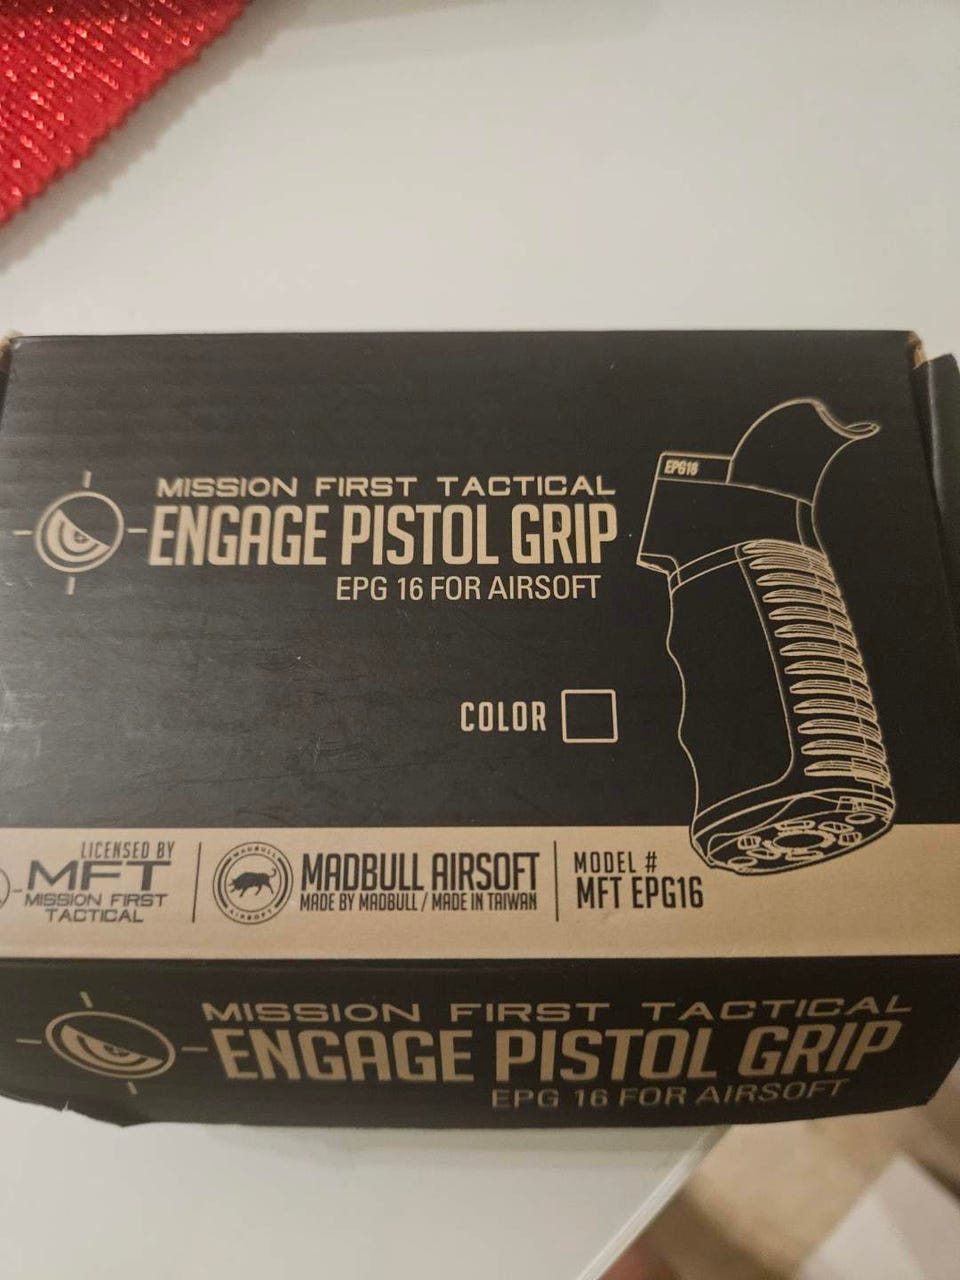 EPG16
MISSION FIRST TACTICAL
ENGAGE PISTOL GRIP
EPG 16 FOR AIRSOFT
COLOR
LICENSED BY
MFT
MISSION FIRST
TACTICAL
MADBULL
AIRSOFT
MADBULL AIRSOFT
MADE BY MADBULL / MADE IN TAIWAN
MODEL #
MFT EPG16
MISSION FIRST TACTICAL
ENGAGE PISTOL GRIP
EPG 16 FOR AIRSOFT